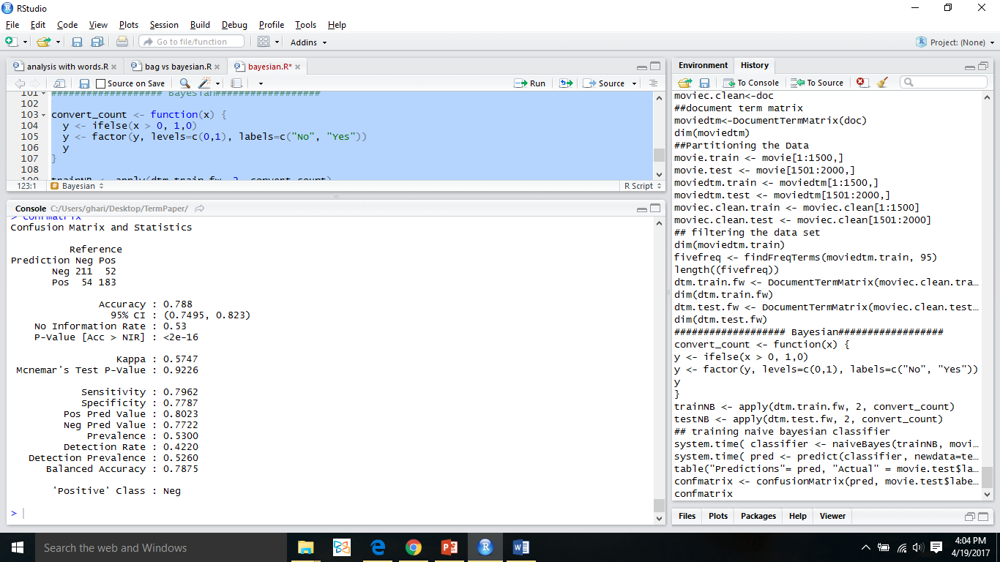 RStudio
File Edit Code View Plots Session Build Debug Profile Tools Help
Go to file/function
Addins
Project: (None)
analysis with words.R
bag vs bayesian.R
bayesian.R*
Source on Save
Run
Source
101 ################### Bayesian##################
102
103 convert_count <- function(x) {
104 y <- ifelse(x > 0, 1,0)
105 y <- factor(y, levels=c(0,1), labels=c("No", "Yes"))
106 y
107 }
108
109 trainNB <- apply(dtm.train.fw, 2, convert_count)
123:1
Bayesian
R Script
Console C:/Users/ghari/Desktop/TermPaper/
> confmatrix
Confusion Matrix and Statistics
Reference
Prediction Neg Pos
Neg 211 52
Pos 54 183
Accuracy : 0.788
95% CI : (0.7495, 0.823)
No Information Rate : 0.53
P-Value [Acc > NIR] : <2e-16
Kappa : 0.5747
Mcnemar's Test P-Value : 0.9226
Sensitivity : 0.7962
Specificity : 0.7787
Pos Pred Value : 0.8023
Neg Pred Value : 0.7722
Prevalence : 0.5300
Detection Rate : 0.4220
Detection Prevalence : 0.5260
Balanced Accuracy : 0.7875
'Positive' Class : Neg
>
Environment
History
To Console
To Source
moviec.clean<-doc
##document term matrix
moviedtm<-DocumentTermMatrix(doc)
dim(moviedtm)
##Partitioning the Data
movie.train <- movie[1:1500,]
movie.test <- movie[1501:2000,]
moviedtm.train <- moviedtm[1:1500,]
moviedtm.test <- moviedtm[1501:2000,]
moviec.clean.train <- moviec.clean[1:1500]
moviec.clean.test <- moviec.clean[1501:2000]
## filtering the data set
dim(moviedtm.train)
fivefreq <- findFreqTerms(moviedtm.train, 95)
length((fivefreq))
dtm.train.fw <- DocumentTermMatrix(moviec.clean.tra…
dim(dtm.train.fw)
dtm.test.fw <- DocumentTermMatrix(moviec.clean.test…
dim(dtm.test.fw)
################### Bayesian##################
convert_count <- function(x) {
y <- ifelse(x > 0, 1,0)
y <- factor(y, levels=c(0,1), labels=c("No", "Yes"))
y
}
trainNB <- apply(dtm.train.fw, 2, convert_count)
testNB <- apply(dtm.test.fw, 2, convert_count)
## training naive bayesian classifier
system.time( classifier <- naiveBayes(trainNB, movi…
system.time( pred <- predict(classifier, newdata=te…
table("Predictions"= pred, "Actual" = movie.test$la…
confmatrix <- confusionMatrix(pred, movie.test$labe…
confmatrix
Files Plots Packages Help Viewer
Search the web and Windows
4:04 PM
4/19/2017